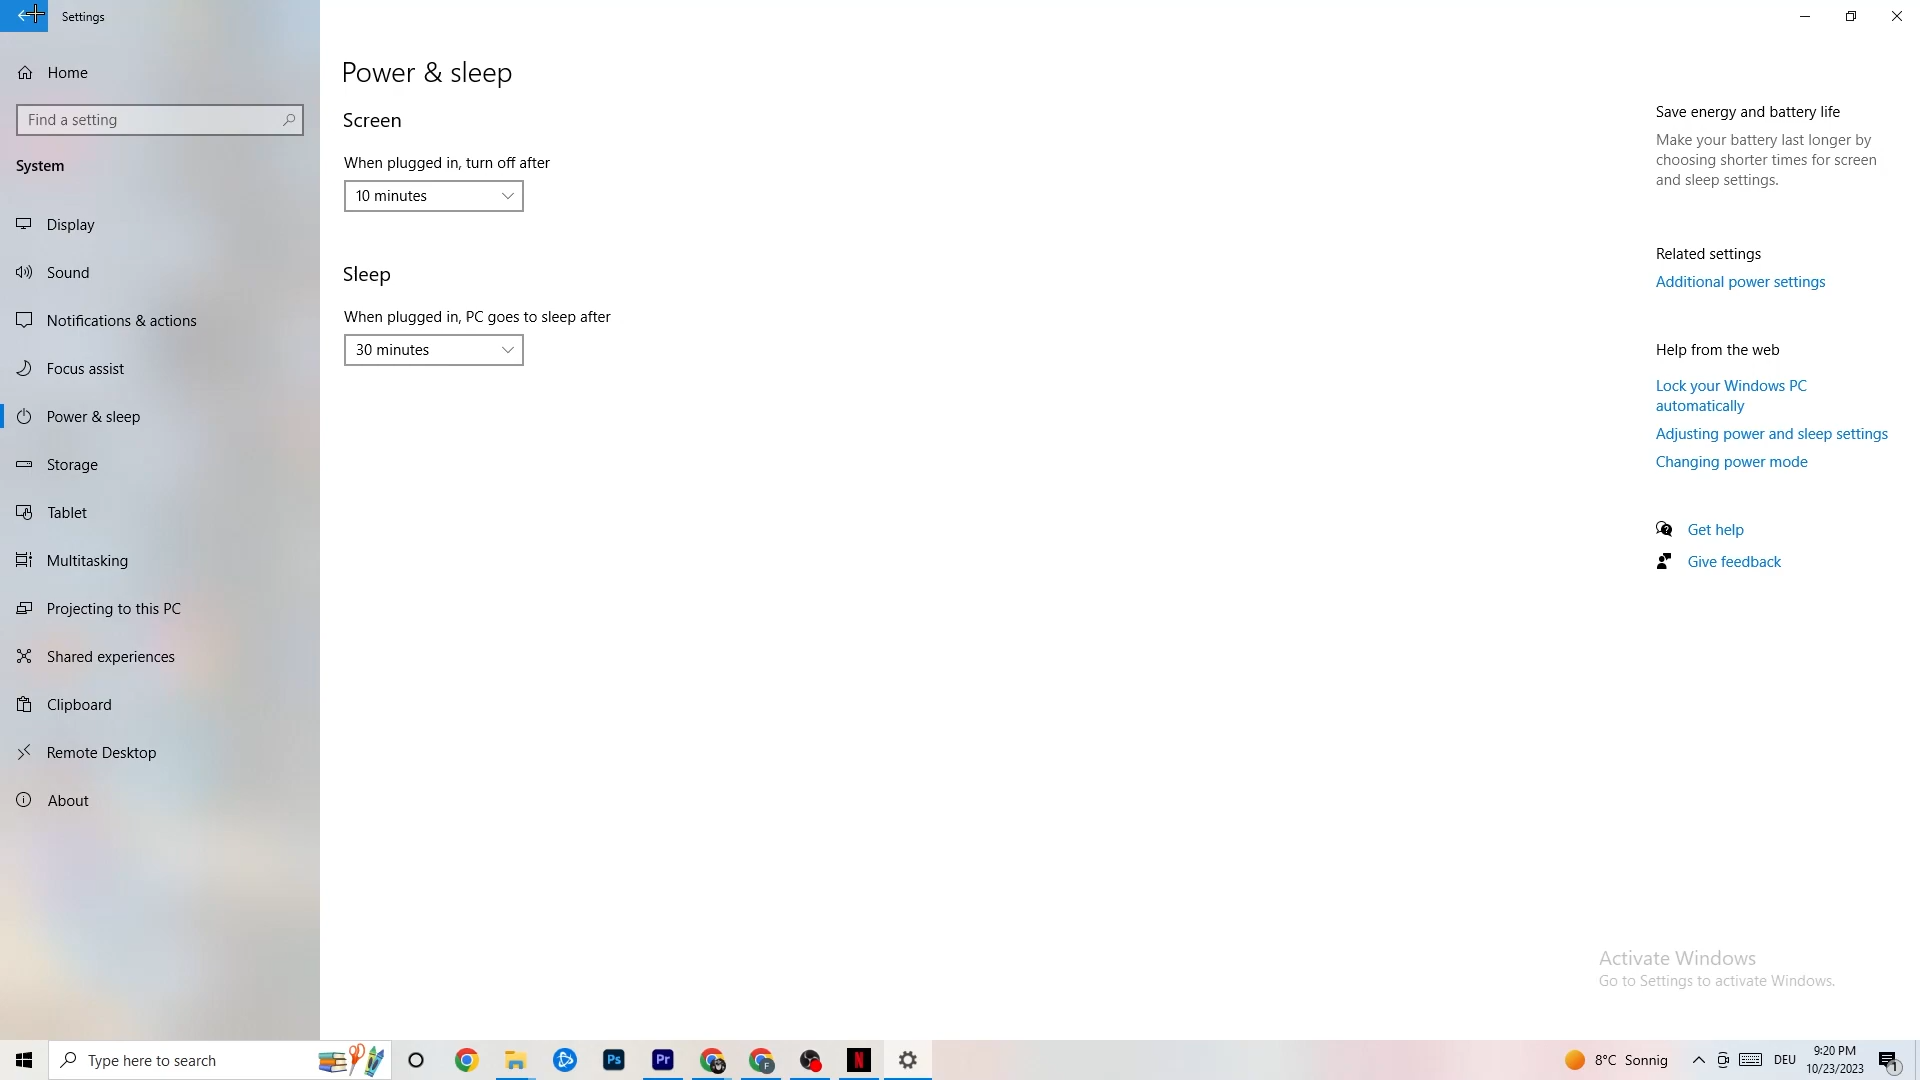 Settings
Home
Find a setting
System
Display
Sound
Notifications & actions
Focus assist
Power & sleep
Storage
Tablet
Multitasking
Projecting to this PC
Shared experiences
Clipboard
Remote Desktop
About
Power & sleep
Screen
When plugged in, turn off after
10 minutes
Sleep
When plugged in, PC goes to sleep after
30 minutes
Save energy and battery life
Make your battery last longer by
choosing shorter times for screen
and sleep settings.
Related settings
Additional power settings
Help from the web
Lock your Windows PC
automatically
Adjusting power and sleep settings
Changing power mode
Get help
Give feedback
Activate Windows
Go to Settings to activate Windows.
Type here to search
Ps
Pr
F
N
8°C Sonnig
DEU
9:20 PM
10/23/2023
1